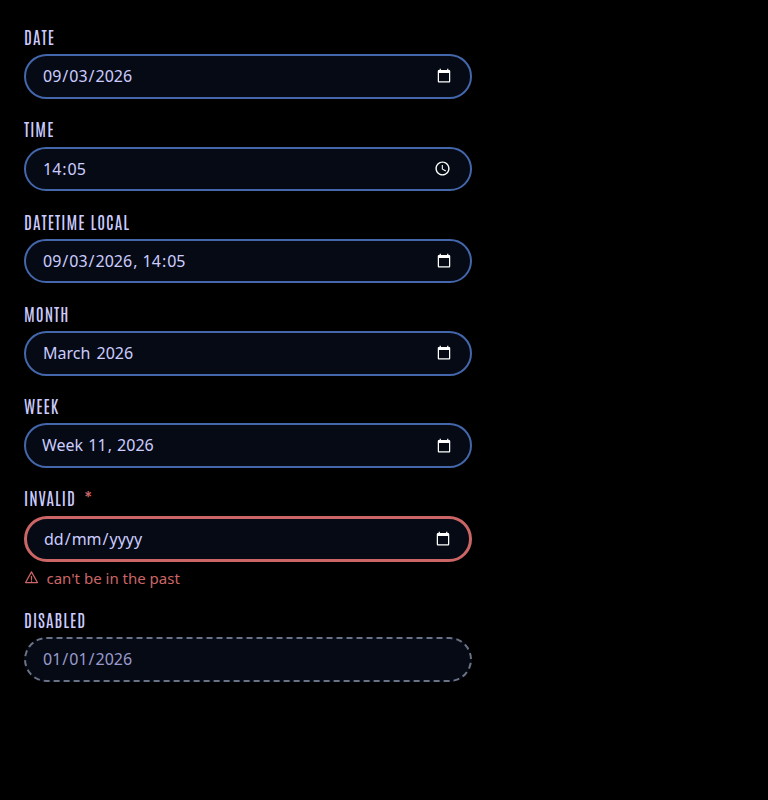 DATE
09/03/2026
TIME
14:05
DATETIME LOCAL
09/03/2026, 14:05
MONTH
March 2026
WEEK
Week 11, 2026
INVALID *
dd/mm/yyyy
can't be in the past
DISABLED
01/01/2026